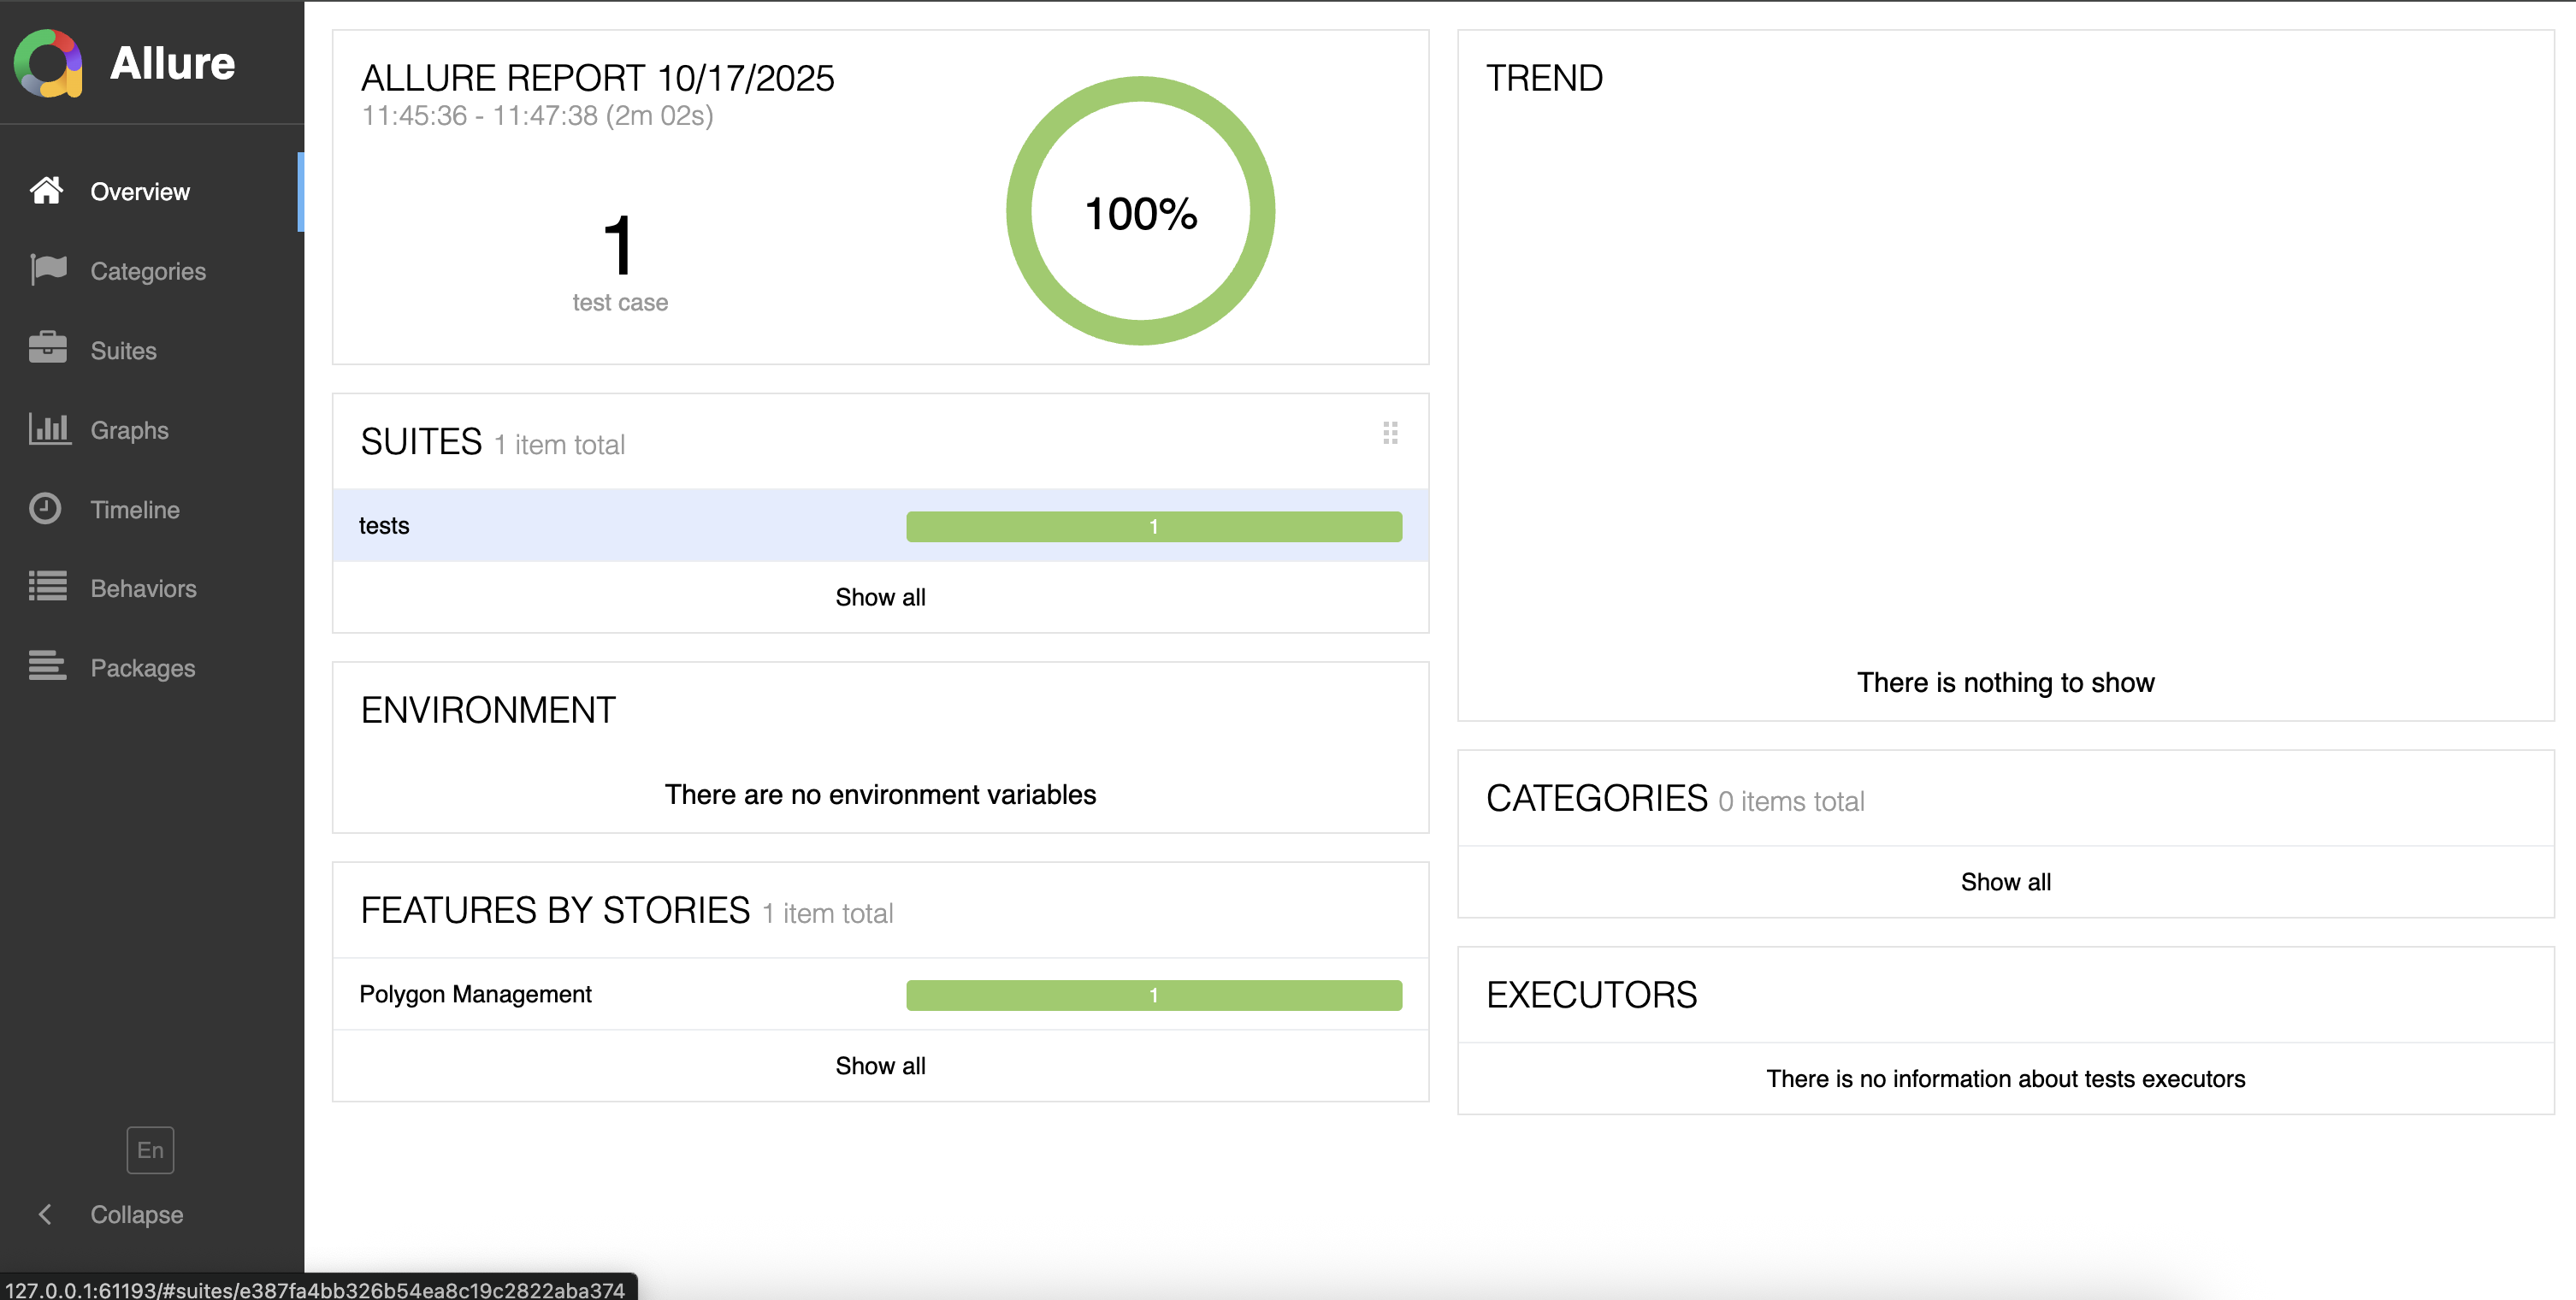 Allure
Overview
Categories
Suites
Graphs
Timeline
Behaviors
Packages
En
Collapse
ALLURE REPORT 10/17/2025
11:45:36 - 11:47:38 (2m 02s)
1
test case
100%
SUITES 1 item total
tests 1
Show all
ENVIRONMENT
There are no environment variables
FEATURES BY STORIES 1 item total
Polygon Management 1
Show all
TREND
There is nothing to show
CATEGORIES 0 items total
Show all
EXECUTORS
There is no information about tests executors
127.0.0.1:61193/#suites/e387fa4bb326b54ea8c19c2822aba374